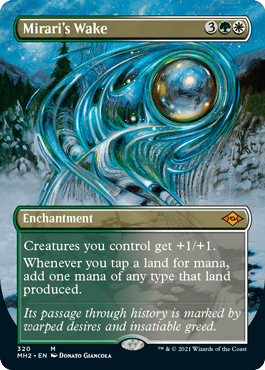 Mirari's Wake 3
Enchantment
Creatures you control get +1/+1.
Whenever you tap a land for mana,
add one mana of any type that land
produced.
Its passage through history is marked by
warped desires and insatiable greed.
320 M
MH2 • EN DONATO GIANCOLA
™ & © 2021 Wizards of the Coast